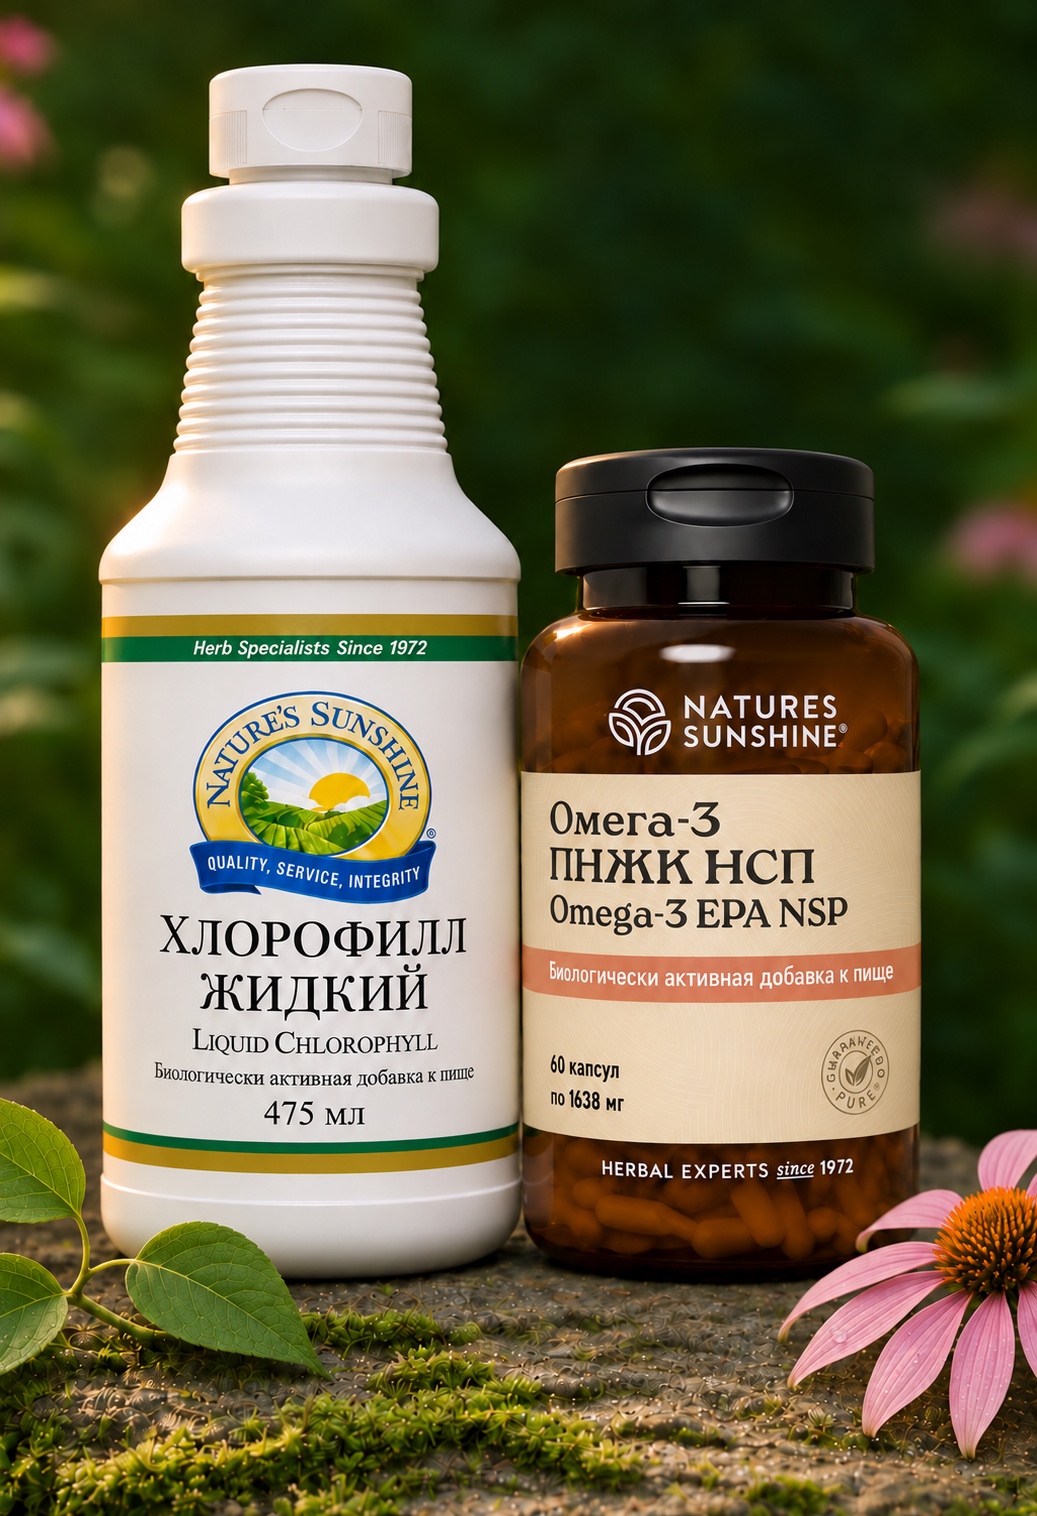 Herb Specialists Since 1972
NATURE'S SUNSHINE
®
QUALITY, SERVICE, INTEGRITY
ХЛОРОФИЛЛ
ЖИДКИЙ
LIQUID CHLOROPHYLL
Биологически активная добавка к пище
475 мл
NATURES
SUNSHINE®
Омега-3
ПНЖК НСП
Omega-3 EPA NSP
Биологически активная добавка к пище
60 капсул
по 1638 мг
PURE®
HERBAL EXPERTS since 1972